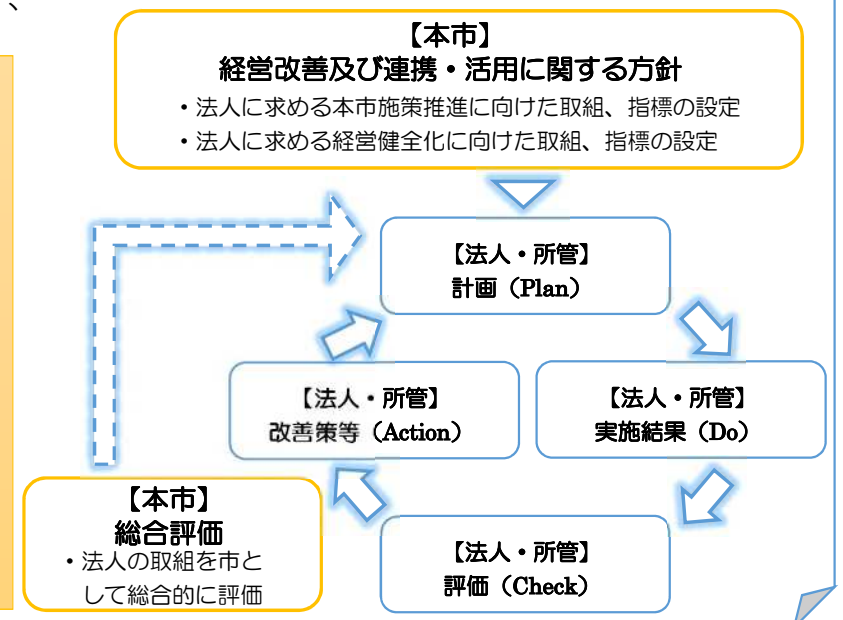 、
【本市】
経営改善及び連携・活用に関する方針
・法人に求める本市施策推進に向けた取組、指標の設定
・法人に求める経営健全化に向けた取組、指標の設定
【法人・所管】
計画（Plan）
【法人・所管】
改善策等（Action）
【法人・所管】
実施結果（Do）
【本市】
総合評価
・法人の取組を市と
して総合的に評価
【法人・所管】
評価（Check）